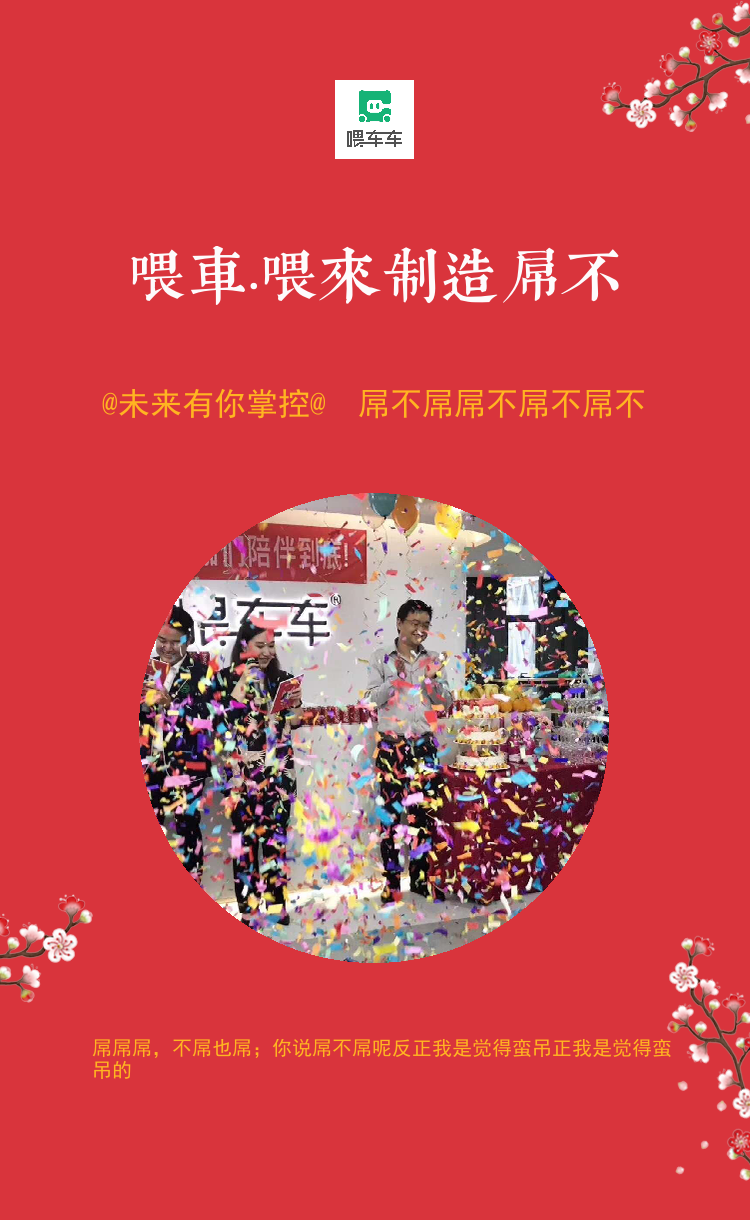 喂车车
喂車.喂來制造屌不
@未来有你掌控@ 屌不屌屌不屌不屌不
们陪伴到底!
喂车车®
屌屌屌，不屌也屌；你说屌不屌呢反正我是觉得蛮吊正我是觉得蛮
吊的